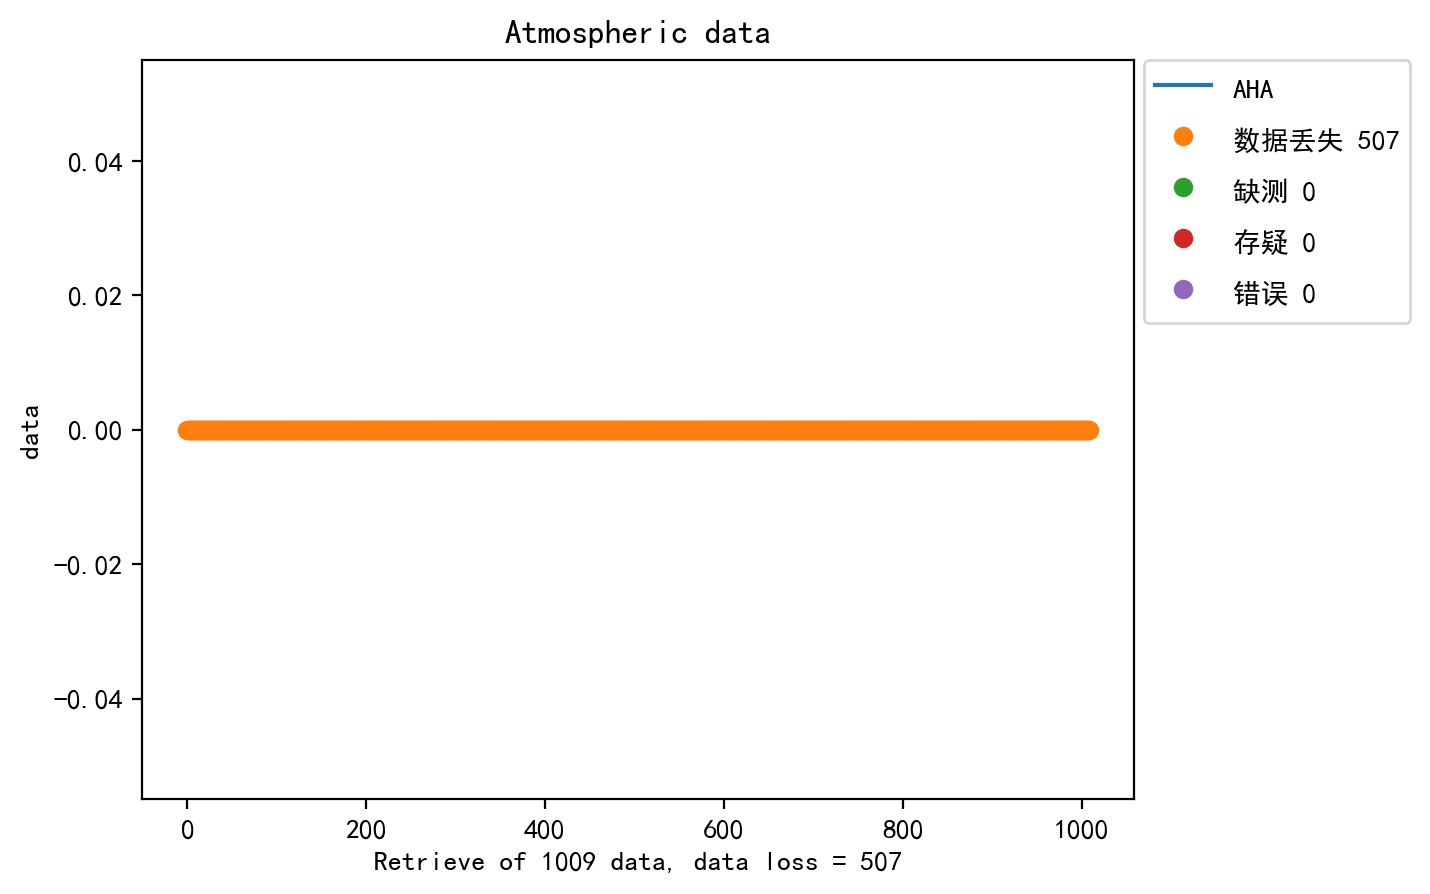 Atmospheric data
AHA
数据丢失 507
缺测 0
存疑 0
错误 0
0.04
0.02
0.00
-0.02
-0.04
data
0 200 400 600 800 1000
Retrieve of 1009 data, data loss = 507